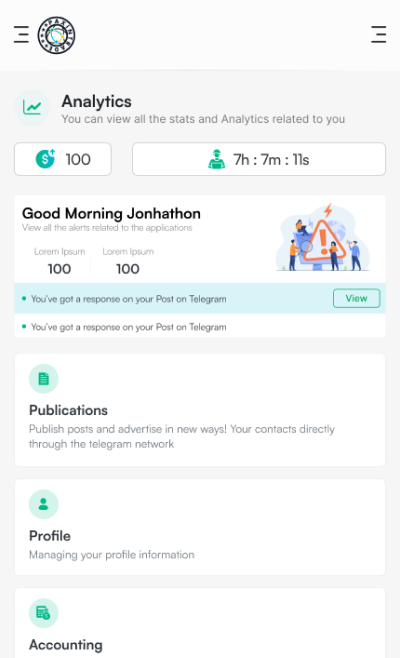 PAXINTRADE
Analytics
You can view all the stats and Analytics related to you
100
7h : 7m : 11s
Good Morning Jonhathon
View all the alerts related to the applications
Lorem Ipsum Lorem Ipsum
100 100
You've got a response on your Post on Telegram
View
You've got a response on your Post on Telegram
Publications
Publish posts and advertise in new ways! Your contacts directly
through the telegram network
Profile
Managing your profile information
Accounting